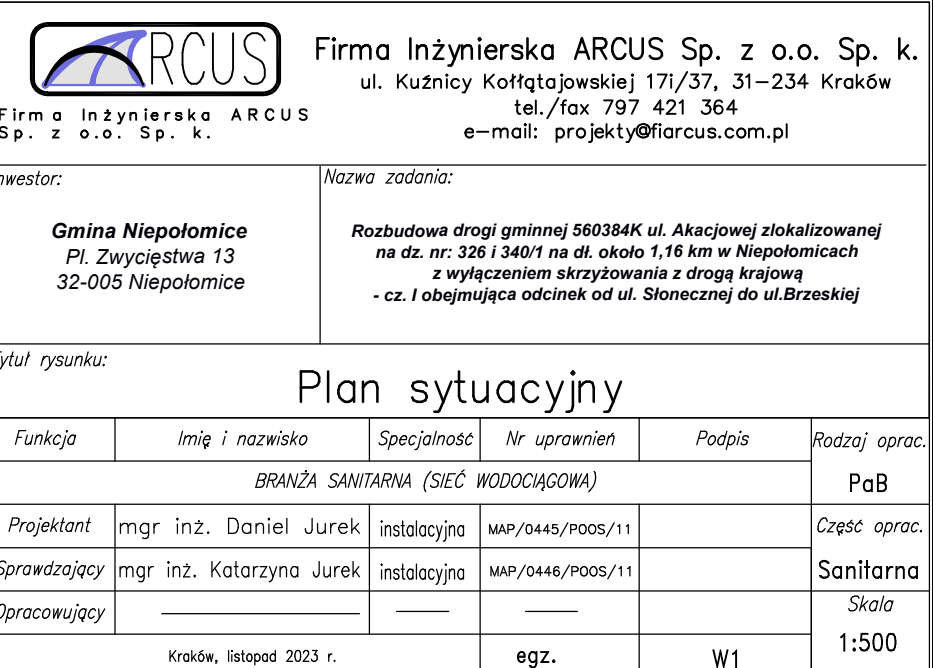 ARCUS
Firma Inżynierska ARCUS
Sp. z o.o. Sp. k.
Firma Inżynierska ARCUS Sp. z o.o. Sp. k.
ul. Kuźnicy Kołłątajowskiej 17i/37, 31-234 Kraków
tel./fax 797 421 364
e-mail: projekty@fiarcus.com.pl
nwestor:
Gmina Niepołomice
Pl. Zwycięstwa 13
32-005 Niepołomice
Nazwa zadania:
Rozbudowa drogi gminnej 560384K ul. Akacjowej zlokalizowanej
na dz. nr: 326 i 340/1 na dł. około 1,16 km w Niepołomicach
z wyłączeniem skrzyżowania z drogą krajową
- cz. I obejmująca odcinek od ul. Słonecznej do ul.Brzeskiej
ytuł rysunku:
Plan sytuacyjny
Funkcja Imię i nazwisko Specjalność Nr uprawnień Podpis Rodzaj oprac.
BRANŻA SANITARNA (SIEĆ WODOCIĄGOWA) PaB
Projektant mgr inż. Daniel Jurek instalacyjna MAP/0445/POOS/11 Część oprac.
Sprawdzający mgr inż. Katarzyna Jurek instalacyjna MAP/0446/POOS/11 Sanitarna
Opracowujący Skala
1:500
Kraków, listopad 2023 r. egz. W1